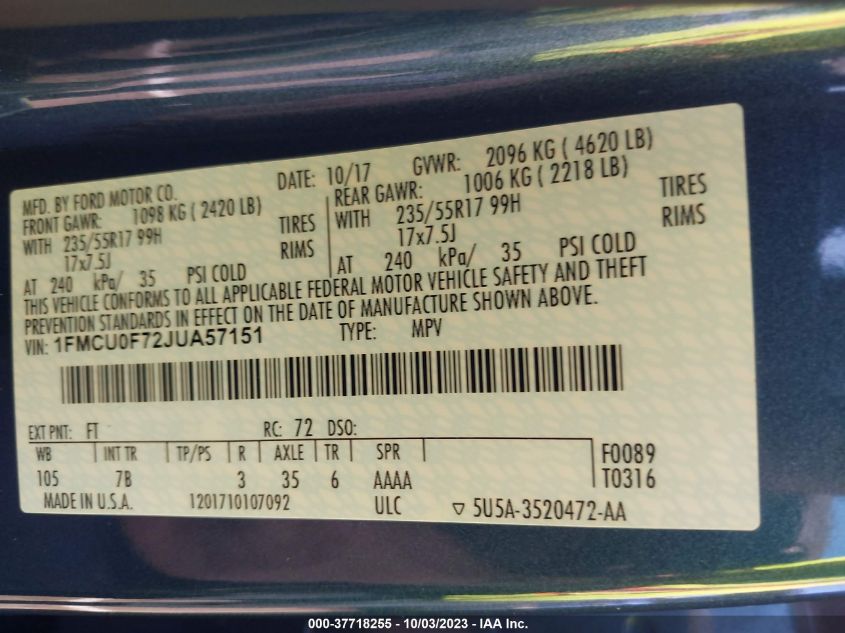 MFD. BY FORD MOTOR CO. DATE: 10/17 GVWR: 2096 KG ( 4620 LB)
FRONT GAWR: 1098 KG ( 2420 LB) REAR GAWR: 1006 KG ( 2218 LB)
WITH 235/55R17 99H TIRES WITH 235/55R17 99H TIRES
17x7.5J RIMS 17x7.5J RIMS
AT 240 kPa/ 35 PSI COLD AT 240 kPa/ 35 PSI COLD
THIS VEHICLE CONFORMS TO ALL APPLICABLE FEDERAL MOTOR VEHICLE SAFETY AND THEFT
PREVENTION STANDARDS IN EFFECT ON THE DATE OF MANUFACTURE SHOWN ABOVE.
VIN: 1FMCU0F72JUA57151 TYPE: MPV
EXT PNT: FT RC: 72 DSO:
WB INT TR TP/PS R AXLE TR SPR F0089
105 7B 3 35 6 AAAA T0316
MADE IN U.S.A. 1201710107092 ULC ▽ 5U5A-3520472-AA
000-37718255 - 10/03/2023 - IAA Inc.